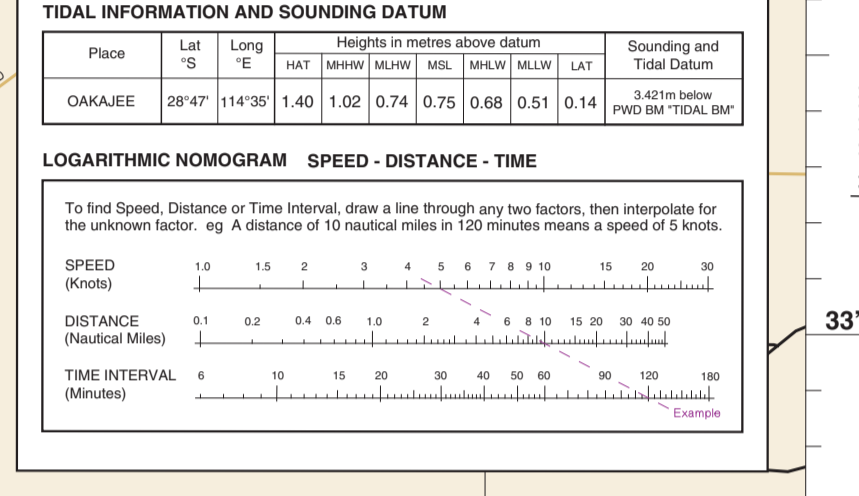 TIDAL INFORMATION AND SOUNDING DATUM
Place Lat °S Long °E Heights in metres above datum Sounding and Tidal Datum
HAT MHHW MLHW MSL MHLW MLLW LAT
OAKAJEE 28°47' 114°35' 1.40 1.02 0.74 0.75 0.68 0.51 0.14 3.421m below PWD BM "TIDAL BM"
LOGARITHMIC NOMOGRAM SPEED - DISTANCE - TIME
To find Speed, Distance or Time Interval, draw a line through any two factors, then interpolate for
the unknown factor. eg A distance of 10 nautical miles in 120 minutes means a speed of 5 knots.
SPEED 1.0 1.5 2 3 4 5 6 7 8 9 10 15 20 30
(Knots)
DISTANCE 0.1 0.2 0.4 0.6 1.0 2 4 6 8 10 15 20 30 40 50
(Nautical Miles)
TIME INTERVAL 6 10 15 20 30 40 50 60 90 120 180
(Minutes)
Example
33'